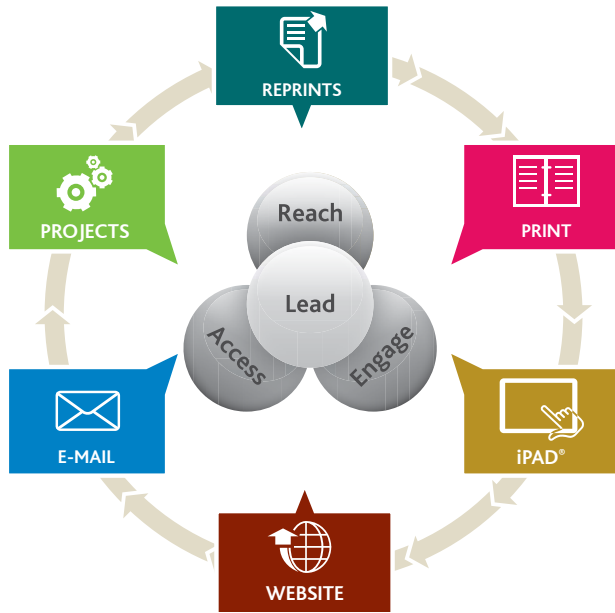 REPRINTS
PROJECTS
PRINT
Reach
Lead
Access
Engage
E-MAIL
iPAD®
WEBSITE